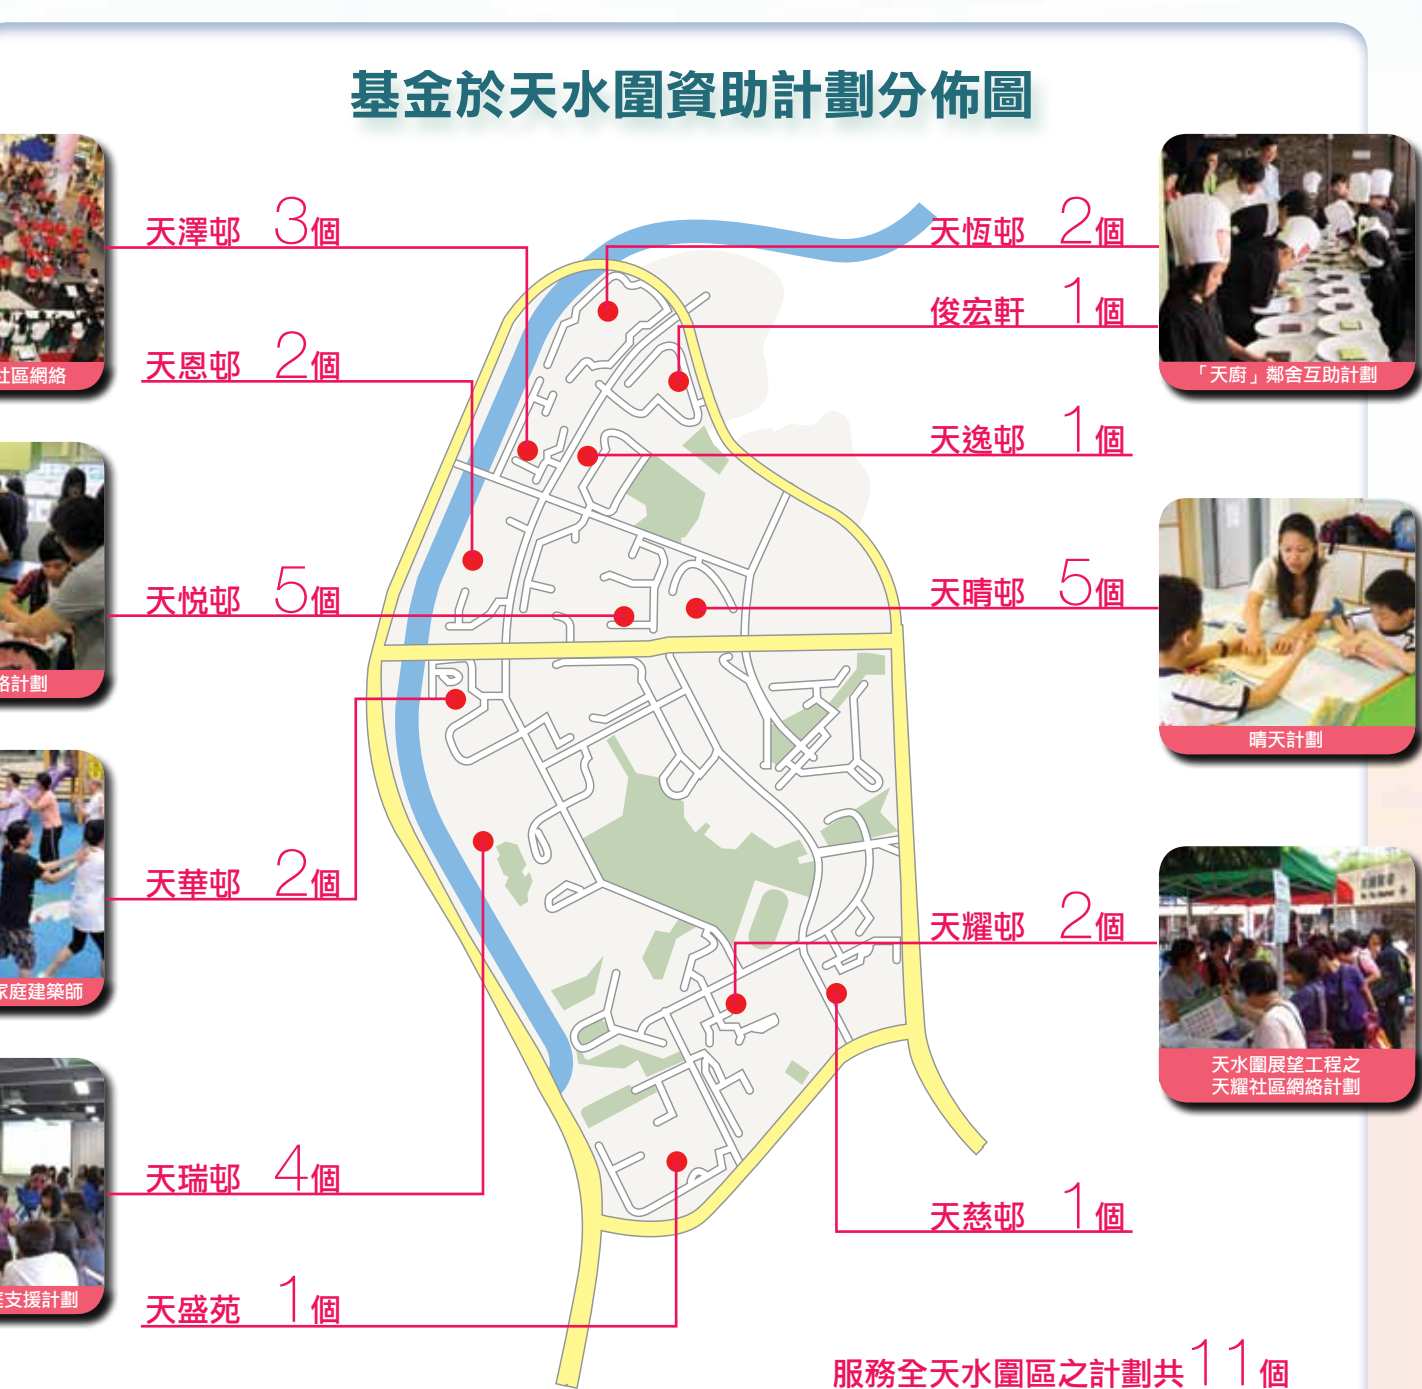 基金於天水圍資助計劃分佈圖
天澤邨 3個
天恩邨 2個
天悦邨 5個
天華邨 2個
天瑞邨 4個
天盛苑 1個
天恆邨 2個
俊宏軒 1個
天逸邨 1個
天晴邨 5個
天耀邨 2個
天慈邨 1個
服務全天水圍區之計劃共11個
社區網絡
絡計劃
家庭建築師
支援計劃
「天廚」鄰舍互助計劃
晴天計劃
天水圍展望工程之
天耀社區網絡計劃